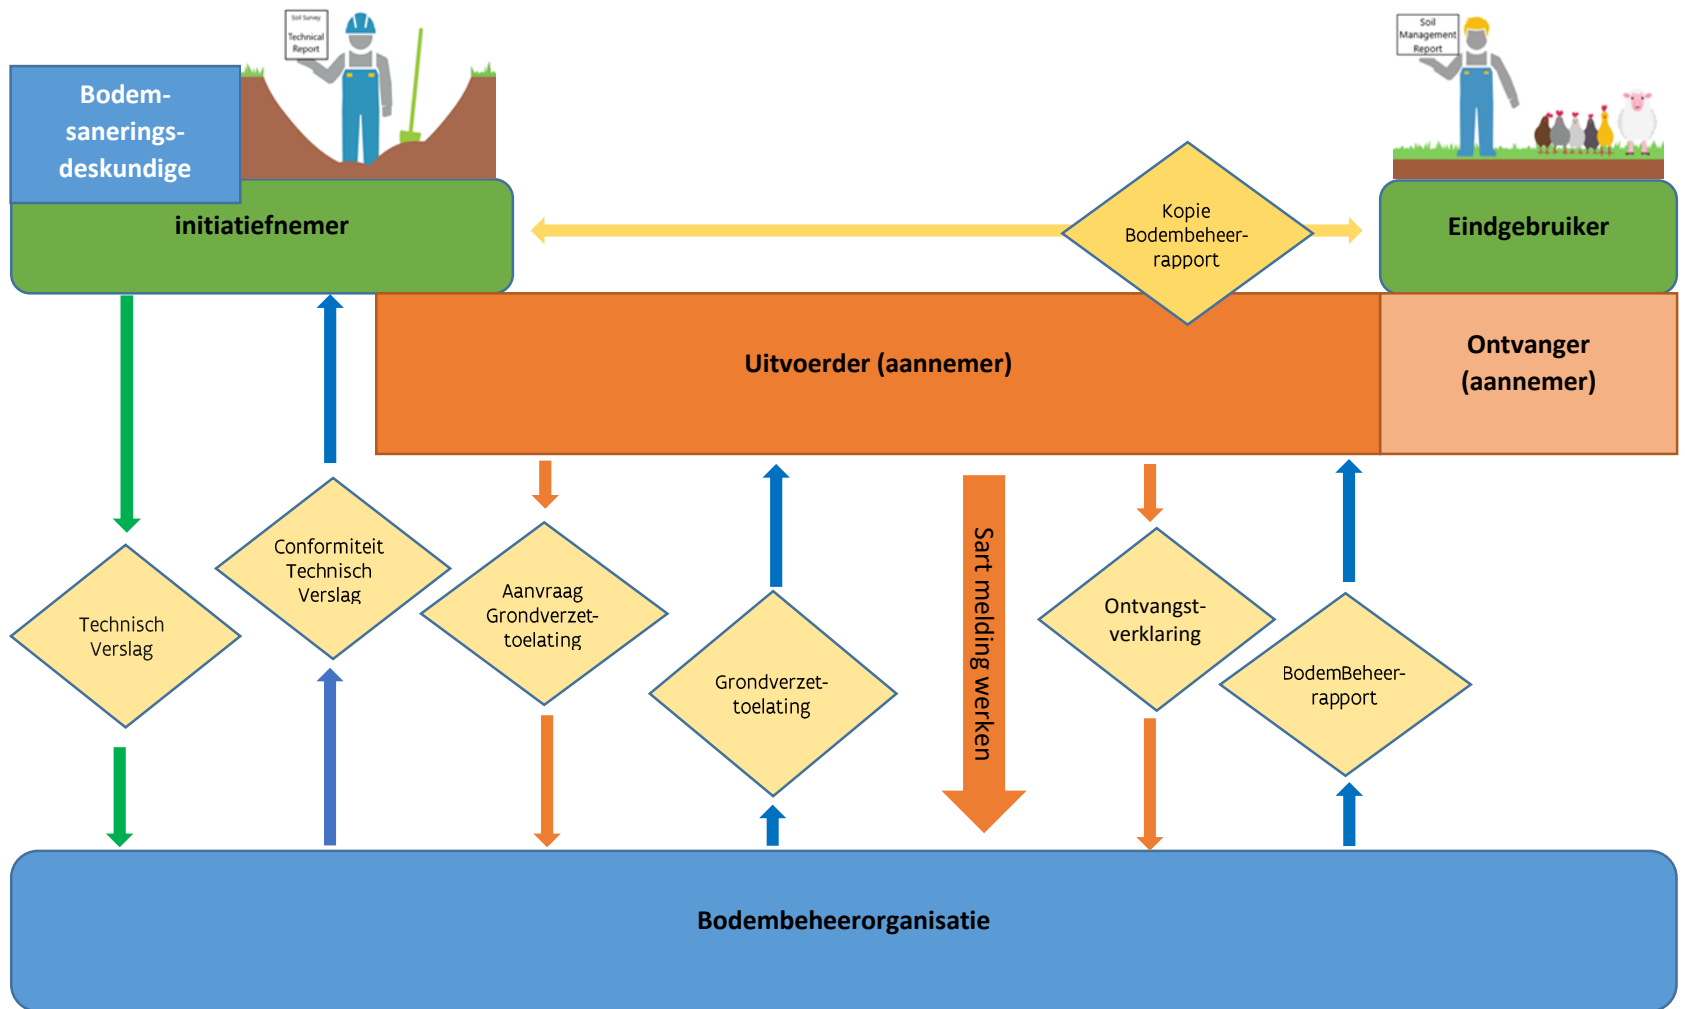 Soil Survey
Technical
Report
Soil
Management
Report
Bodem-
sanerings-
deskundige
initiatiefnemer
Kopie
Bodembeheer-
rapport
Eindgebruiker
Uitvoerder (aannemer)
Ontvanger
(aannemer)
Technisch
Verslag
Conformiteit
Technisch
Verslag
Aanvraag
Grondverzet-
toelating
Grondverzet-
toelating
Sart melding werken
Ontvangst-
verklaring
BodemBeheer-
rapport
Bodembeheerorganisatie